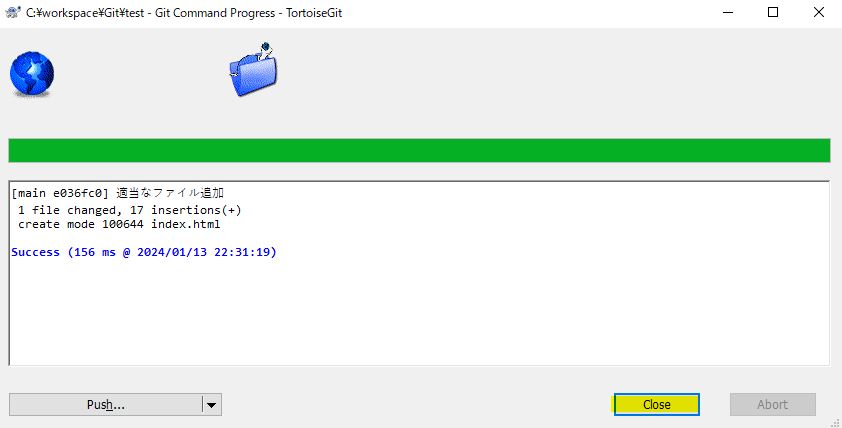 C:¥workspace¥Git¥test - Git Command Progress - TortoiseGit
[main e036fc0] 適当なファイル追加
1 file changed, 17 insertions(+)
create mode 100644 index.html
Success (156 ms @ 2024/01/13 22:31:19)
Push... Close Abort